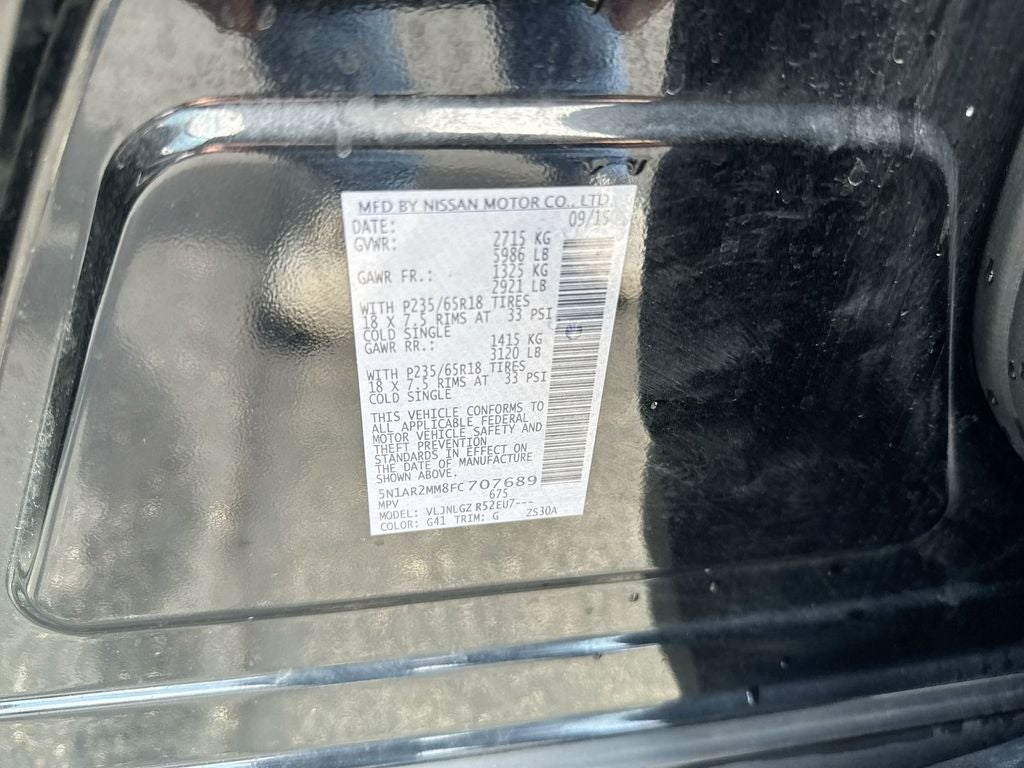 MFD BY NISSAN MOTOR CO., LTD
DATE: 09/15
GVWR: 2715 KG
5986 LB
GAWR FR.: 1325 KG
2921 LB
WITH P235/65R18 TIRES
18 X 7.5 RIMS AT 33 PSI
COLD SINGLE
GAWR RR.: 1415 KG
3120 LB
WITH P235/65R18 TIRES
18 X 7.5 RIMS AT 33 PSI
COLD SINGLE
THIS VEHICLE CONFORMS TO
ALL APPLICABLE FEDERAL
MOTOR VEHICLE SAFETY AND
THEFT PREVENTION
STANDARDS IN EFFECT ON
THE DATE OF MANUFACTURE
SHOWN ABOVE.
5N1AR2MM8FC707689
MPV 675
MODEL: VLJNLGZ R52EU7---
COLOR: G41 TRIM: G ZS30A